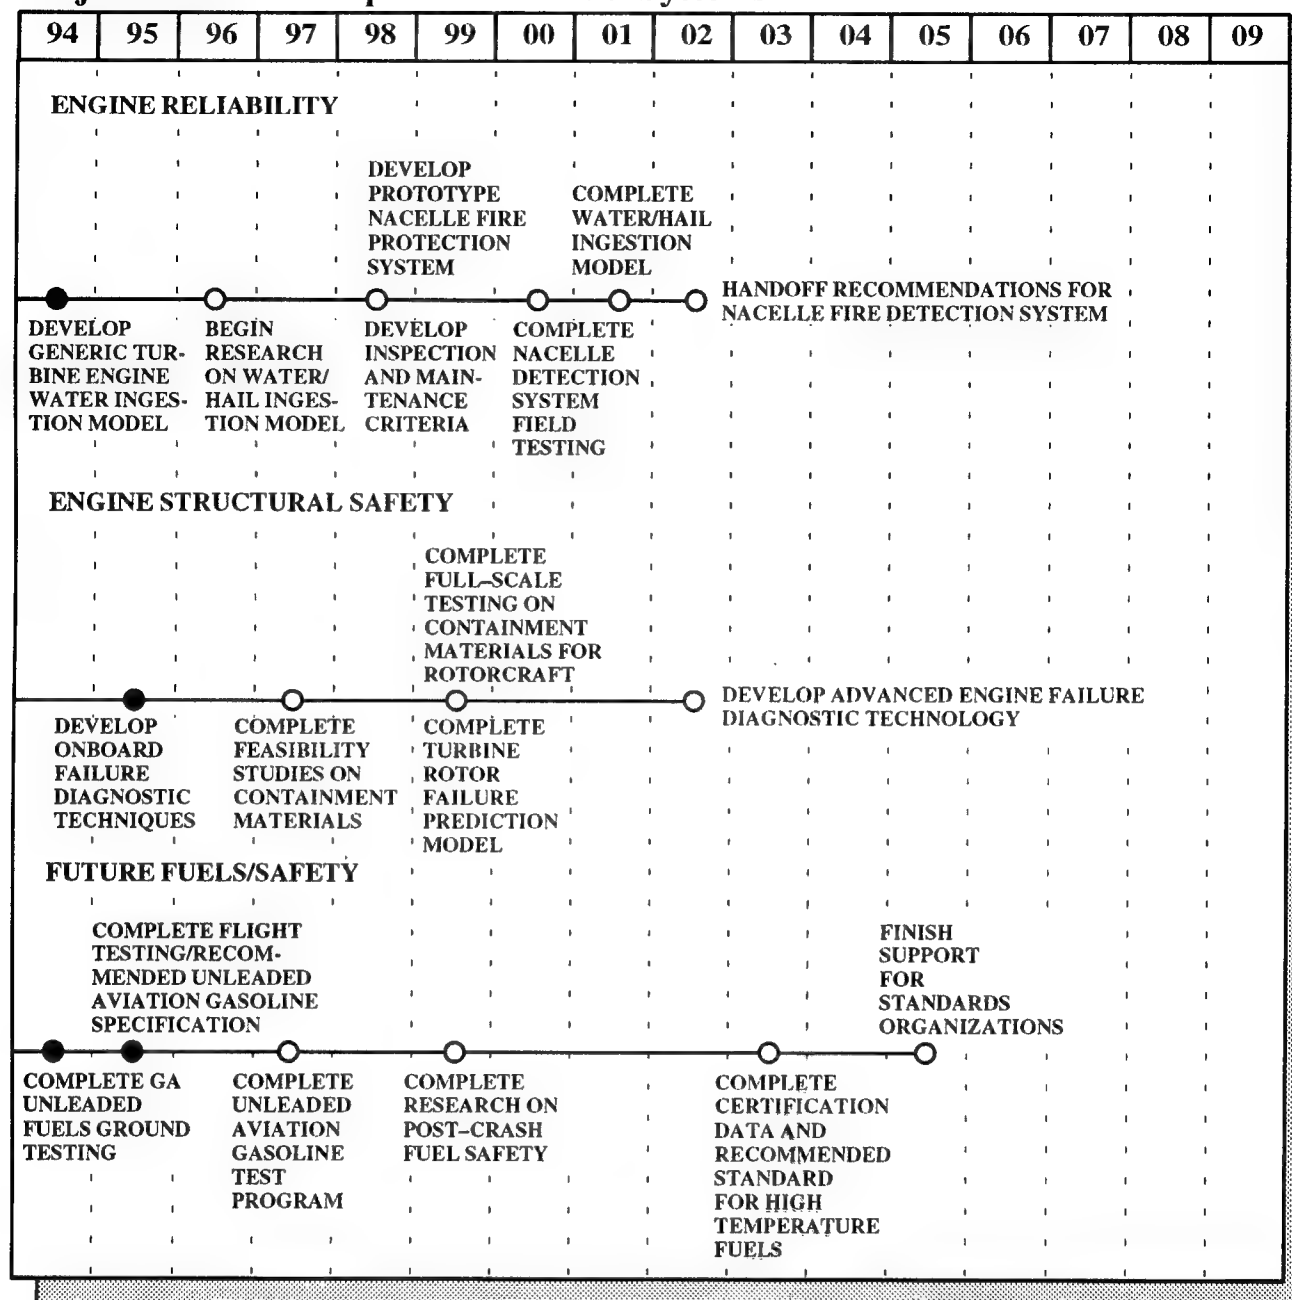 94 95 96 97 98 99 00 01 02 03 04 05 06 07 08 09
ENGINE RELIABILITY
DEVELOP
PROTOTYPE
NACELLE FIRE
PROTECTION
SYSTEM
COMPLETE
WATER/HAIL
INGESTION
MODEL
HANDOFF RECOMMENDATIONS FOR
NACELLE FIRE DETECTION SYSTEM
DEVELOP
GENERIC TUR-
BINE ENGINE
WATER INGES-
TION MODEL
BEGIN
RESEARCH
ON WATER/
HAIL INGES-
TION MODEL
DEVELOP
INSPECTION
AND MAIN-
TENANCE
CRITERIA
COMPLETE
NACELLE
DETECTION
SYSTEM
FIELD
TESTING
ENGINE STRUCTURAL SAFETY
COMPLETE
FULL–SCALE
TESTING ON
CONTAINMENT
MATERIALS FOR
ROTORCRAFT
DEVELOP ADVANCED ENGINE FAILURE
DIAGNOSTIC TECHNOLOGY
DEVELOP
ONBOARD
FAILURE
DIAGNOSTIC
TECHNIQUES
COMPLETE
FEASIBILITY
STUDIES ON
CONTAINMENT
MATERIALS
COMPLETE
TURBINE
ROTOR
FAILURE
PREDICTION
MODEL
FUTURE FUELS/SAFETY
COMPLETE FLIGHT
TESTING/RECOM-
MENDED UNLEADED
AVIATION GASOLINE
SPECIFICATION
FINISH
SUPPORT
FOR
STANDARDS
ORGANIZATIONS
COMPLETE GA
UNLEADED
FUELS GROUND
TESTING
COMPLETE
UNLEADED
AVIATION
GASOLINE
TEST
PROGRAM
COMPLETE
RESEARCH ON
POST–CRASH
FUEL SAFETY
COMPLETE
CERTIFICATION
DATA AND
RECOMMENDED
STANDARD
FOR HIGH
TEMPERATURE
FUELS